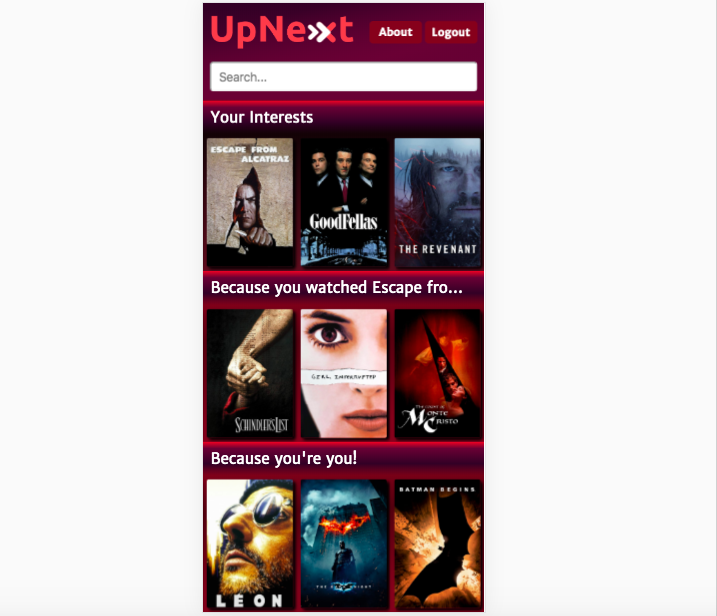 UpNext
About
Logout
Search...
Your Interests
ESCAPE FROM
ALCATRAZ
GOODFELLAS
THE REVENANT
Because you watched Escape fro...
SCHINDLER'S LIST
GIRL, INTERRUPTED
The Count of
MONTE
CRISTO
Because you're you!
LÉON
THE DARK KNIGHT
BATMAN BEGINS